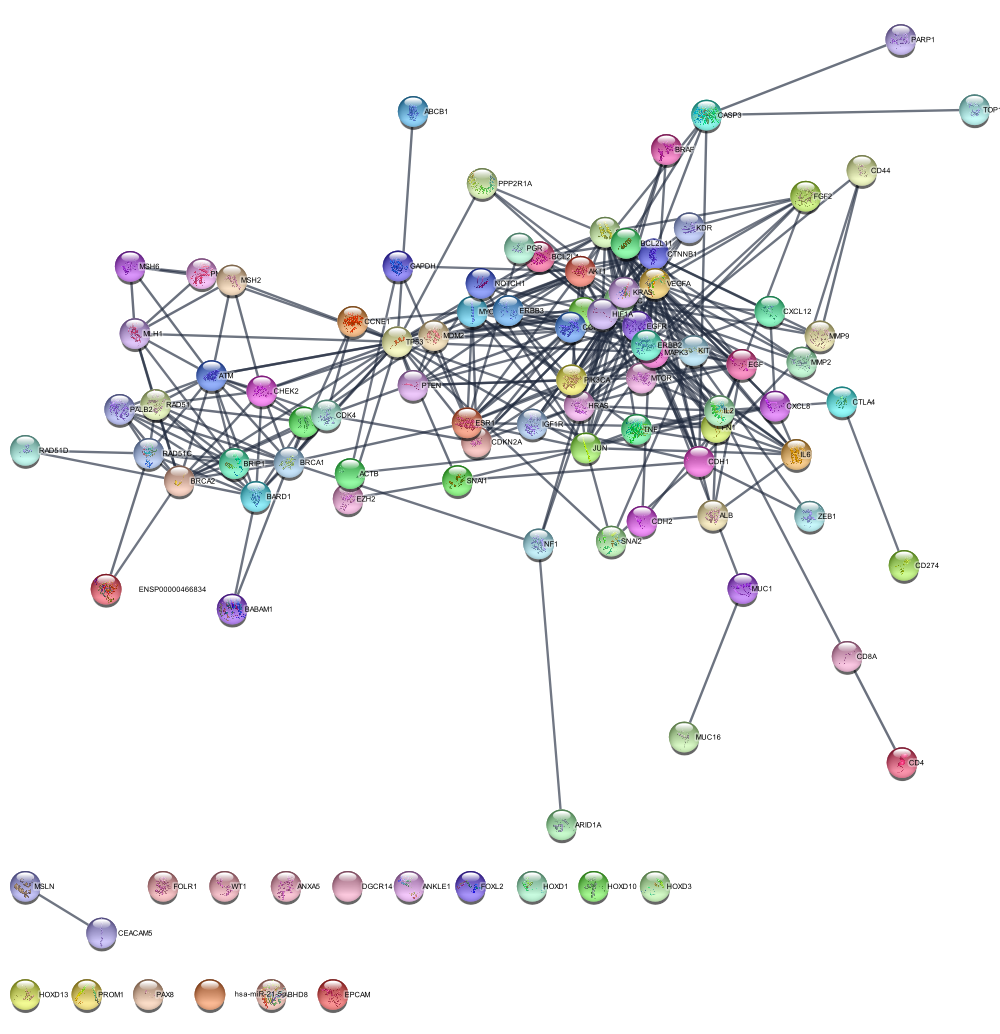 PARP1
TOP1
ABCB1
CASP3
BRAF
CD44
PPP2R1A
FGF2
KDR
BCL2L11
PGR
CTNNB1
MSH6
GAPDH
AKT1
MSH2
NOTCH1
KRAS
VEGFA
MYC
ERBB3
HIF1A
CXCL12
CCNE1
EGFR
MLH1
MDM2
MMP9
TP53
ERBB2
MAPK3
KIT
MMP2
EGF
ATM
MTOR
PIK3CA
PTEN
CHEK2
CTLA4
RAD51
HRAS
CXCL8
PALB2
IL2
CDK4
ESR1
IGF1R
TNF
CDKN2A
JUN
RAD51D
RAD51C
IL6
BRIP1
BRCA1
CDH1
ACTB
BRCA2
SNAI1
BARD1
EZH2
ALB
ZEB1
CDH2
SNAI2
NF1
CD274
ENSP00000466834
MUC1
BABAM1
CD8A
MUC16
CD4
ARID1A
MSLN
FOLR1
WT1
ANXA5
DGCR14
ANKLE1
FOXL2
HOXD1
HOXD10
HOXD3
CEACAM5
HOXD13
PROM1
PAX8
hsa-miR-21-5p
ABHD8
EPCAM